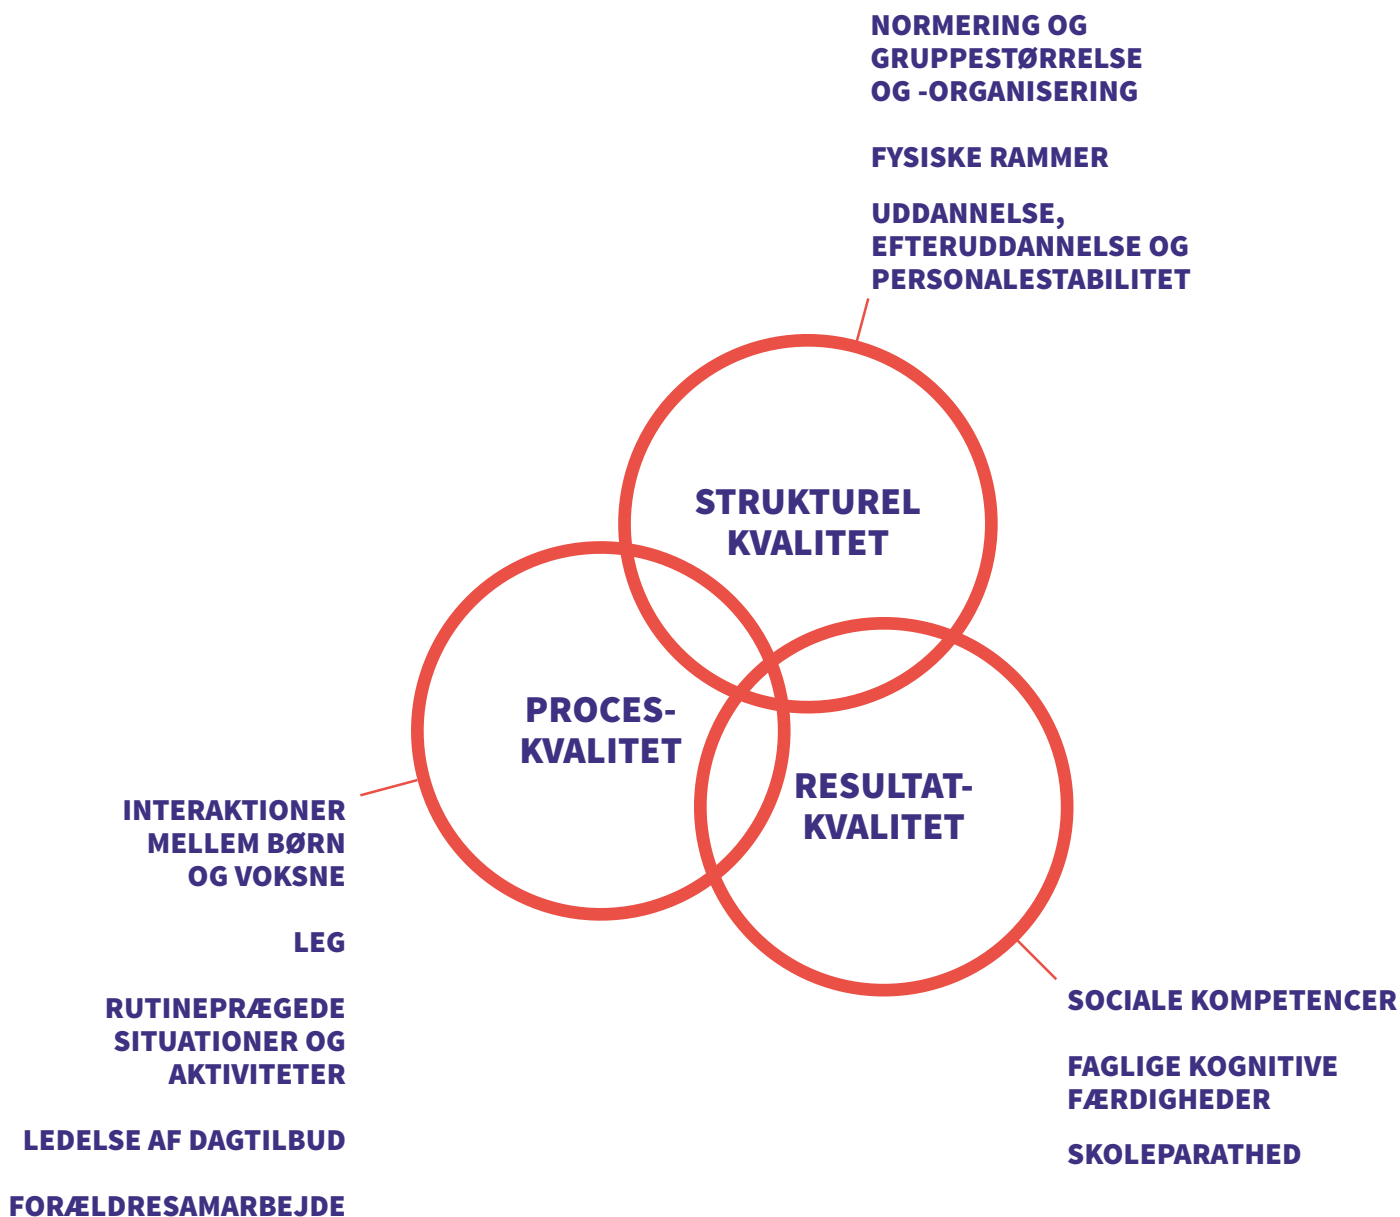 NORMERING OG
GRUPPESTØRRELSE
OG -ORGANISERING
FYSISKE RAMMER
UDDANNELSE,
EFTERUDDANNELSE OG
PERSONALESTABILITET
STRUKTUREL
KVALITET
PROCES-
KVALITET
RESULTAT-
KVALITET
INTERAKTIONER
MELLEM BØRN
OG VOKSNE
LEG
RUTINEPRÆGEDE
SITUATIONER OG
AKTIVITETER
LEDELSE AF DAGTILBUD
FORÆLDRESAMARBEJDE
SOCIALE KOMPETENCER
FAGLIGE KOGNITIVE
FÆRDIGHEDER
SKOLEPARATHED